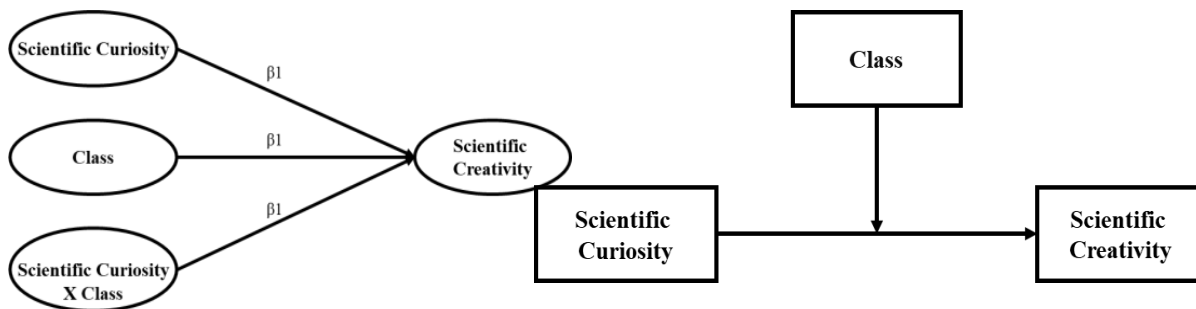 Scientific Curiosity
β1
Class
β1
Scientific Curiosity
X Class
β1
Scientific
Creativity
Class
Scientific
Curiosity
Scientific
Creativity